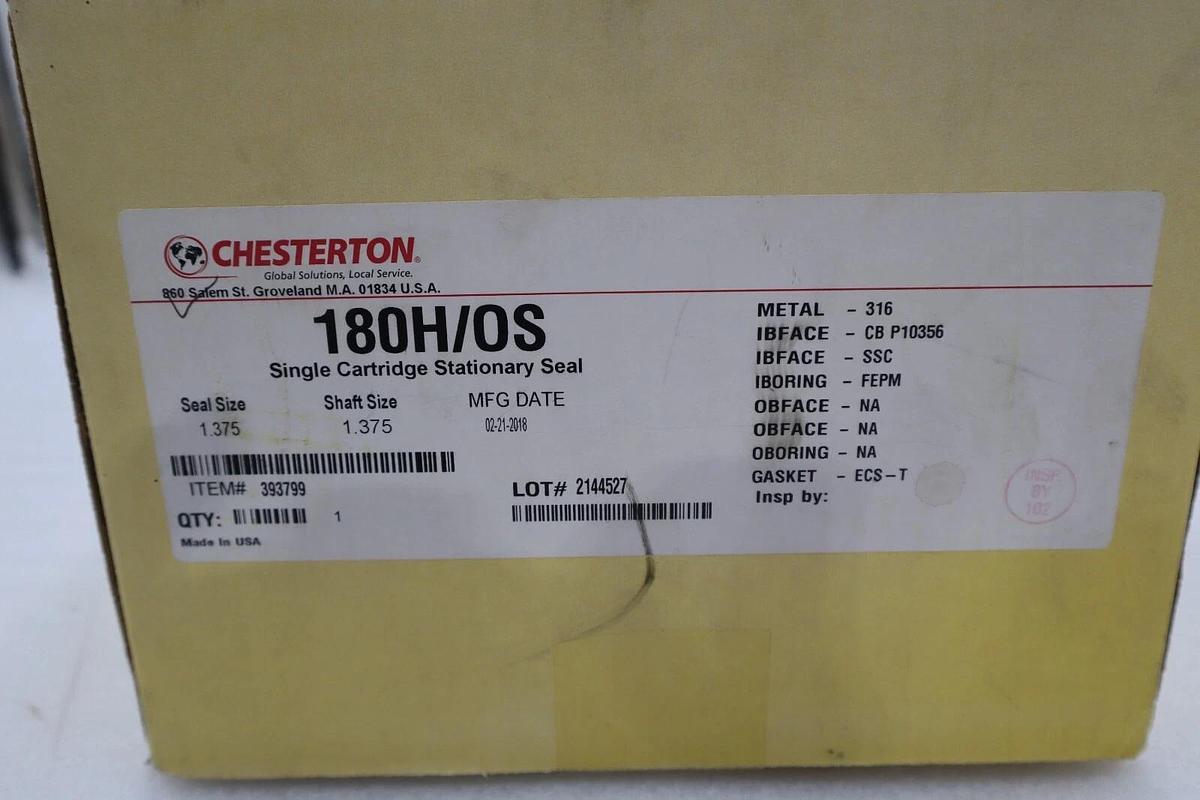 CHESTERTON®
Global Solutions, Local Service.
860 Salem St. Groveland M.A. 01834 U.S.A.
180H/OS
Single Cartridge Stationary Seal
Seal Size Shaft Size MFG DATE
1.375 1.375 02-21-2018
ITEM# 393799
LOT# 2144527
QTY: 1
Made In USA
METAL - 316
IBFACE - CB P10356
IBFACE - SSC
IBORING - FEPM
OBFACE - NA
OBFACE - NA
OBORING - NA
GASKET - ECS-T
Insp by:
INSP.
BY
102